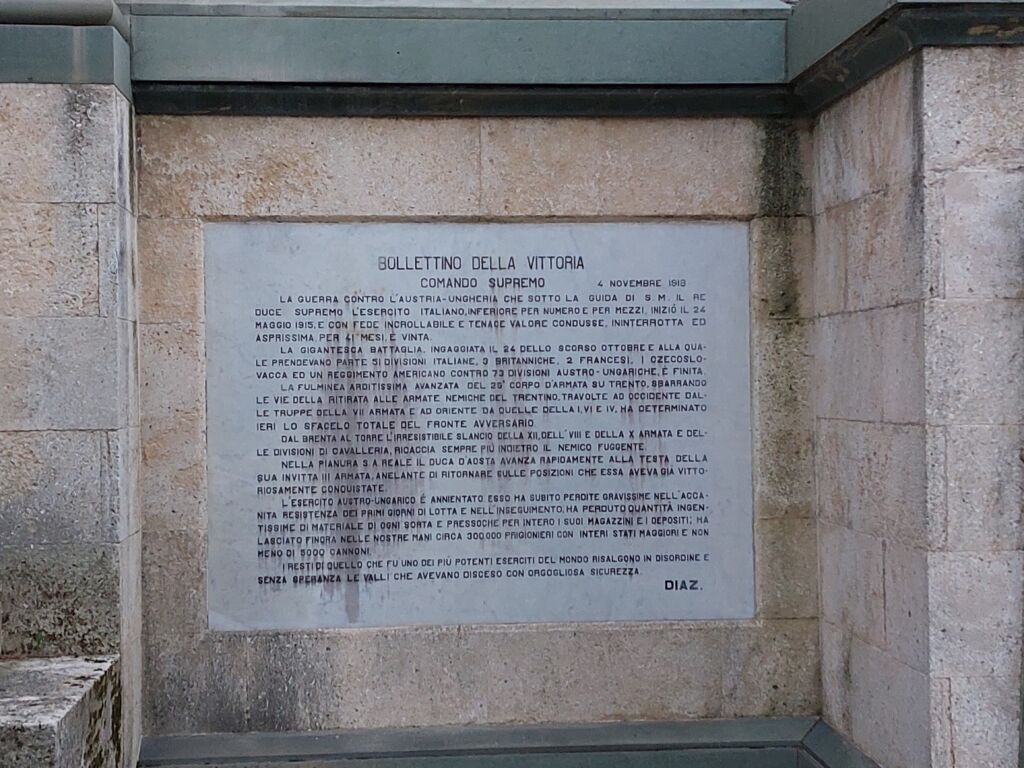 BOLLETTINO DELLA VITTORIA
COMANDO SUPREMO 4 NOVEMBRE 1918
LA GUERRA CONTRO L'AUSTRIA-UNGHERIA CHE SOTTO LA GUIDA DI S.M. IL RE
DUCE SUPREMO L'ESERCITO ITALIANO, INFERIORE PER NUMERO E PER MEZZI, INIZIÒ IL 24
MAGGIO 1915, E CON FEDE INCROLLABILE E TENACE VALORE CONDUSSE, ININTERROTTA ED
ASPRISSIMA PER 41 MESI, È VINTA.
LA GIGANTESCA BATTAGLIA, INGAGGIATA IL 24 DELLO SCORSO OTTOBRE E ALLA QUA-
LE PRENDEVANO PARTE 51 DIVISIONI ITALIANE, 3 BRITANNICHE, 2 FRANCESI, 1 CZECOSLO-
VACCA ED UN REGGIMENTO AMERICANO CONTRO 73 DIVISIONI AUSTRO-UNGARICHE, È FINITA.
LA FULMINEA ARDITISSIMA AVANZATA DEL 29° CORPO D'ARMATA SU TRENTO, SBARRANDO
LE VIE DELLA RITIRATA ALLE ARMATE NEMICHE DEL TRENTINO, TRAVOLTE AD OCCIDENTE DAL-
LE TRUPPE DELLA VII ARMATA E AD ORIENTE DA QUELLE DELLA I, VI E IV, HA DETERMINATO
IERI LO SFACELO TOTALE DEL FRONTE AVVERSARIO.
DAL BRENTA AL TORRE L'IRRESISTIBILE SLANCIO DELLA XII, DELL'VIII E DELLA X ARMATA E DEL-
LE DIVISIONI DI CAVALLERIA, RICACCIA SEMPRE PIÙ INDIETRO IL NEMICO FUGGENTE.
NELLA PIANURA S.A. REALE IL DUCA D'AOSTA AVANZA RAPIDAMENTE ALLA TESTA DELLA
SUA INVITTA III ARMATA, ANELANTE DI RITORNARE SULLE POSIZIONI CHE ESSA AVEVA GIÀ VITTO-
RIOSAMENTE CONQUISTATE.
L'ESERCITO AUSTRO-UNGARICO È ANNIENTATO ESSO HA SUBITO PERDITE GRAVISSIME NELL'ACCA-
NITA RESISTENZA DEI PRIMI GIORNI DI LOTTA E NELL'INSEGUIMENTO, HA PERDUTO QUANTITÀ INGEN-
TISSIME DI MATERIALE DI OGNI SORTA E PRESSOCHE PER INTERO I SUOI MAGAZZINI E I DEPOSITI; HA
LASCIATO FINORA NELLE NOSTRE MANI CIRCA 300.000 PRIGIONIERI CON INTERI STATI MAGGIORI E NON
MENO DI 5000 CANNONI.
I RESTI DI QUELLO CHE FU UNO DEI PIÙ POTENTI ESERCITI DEL MONDO RISALGONO IN DISORDINE E
SENZA SPERANZA LE VALLI CHE AVEVANO DISCESO CON ORGOGLIOSA SICUREZZA.
DIAZ.